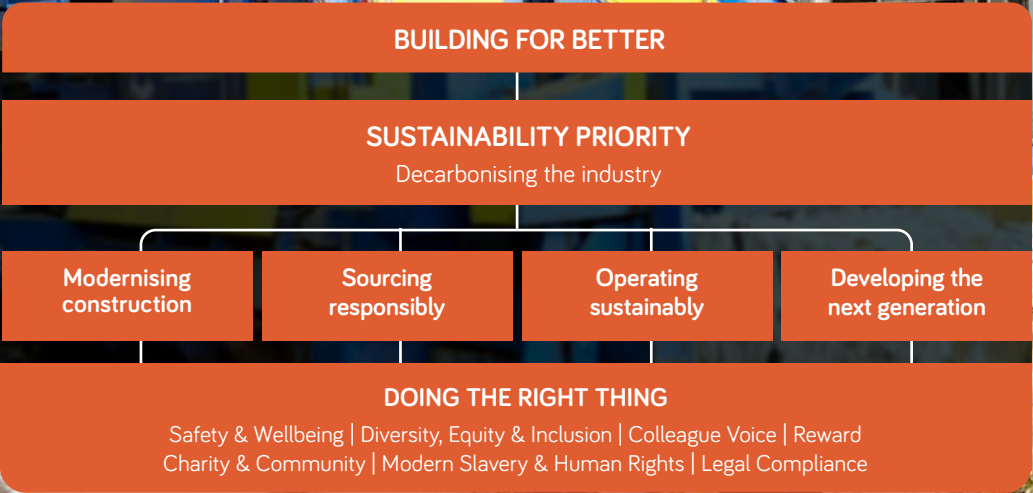 BUILDING FOR BETTER
SUSTAINABILITY PRIORITY
Decarbonising the industry
Modernising
construction
Sourcing
responsibly
Operating
sustainably
Developing the
next generation
DOING THE RIGHT THING
Safety & Wellbeing | Diversity, Equity & Inclusion | Colleague Voice | Reward
Charity & Community | Modern Slavery & Human Rights | Legal Compliance